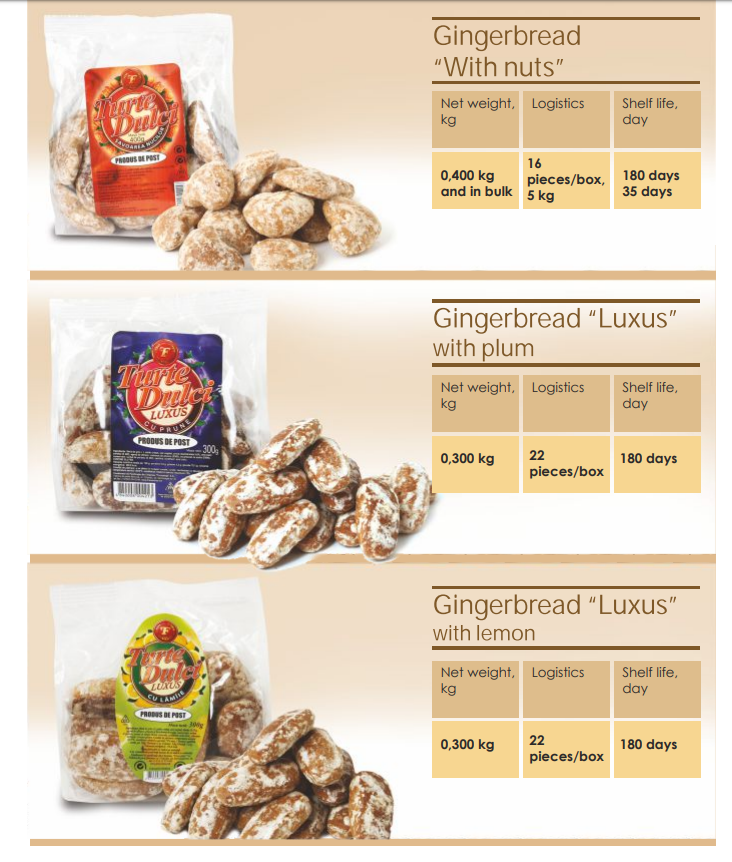 Gingerbread
“With nuts”
Net weight, kg
Logistics
Shelf life, day
0,400 kg and in bulk
16 pieces/box, 5 kg
180 days
35 days
F
Turte
Dulci
400g
SAVOAREA NUCILOR
PRODUS DE POST
Gingerbread “Luxus”
with plum
Net weight, kg
Logistics
Shelf life, day
0,300 kg
22 pieces/box
180 days
F
Turte
Dulci
LUXUS
CU PRUNE
PRODUS DE POST
300g
Gingerbread “Luxus”
with lemon
Net weight, kg
Logistics
Shelf life, day
0,300 kg
22 pieces/box
180 days
F
Turte
Dulci
LUXUS
CU LĂMÎIE
PRODUS DE POST
300g